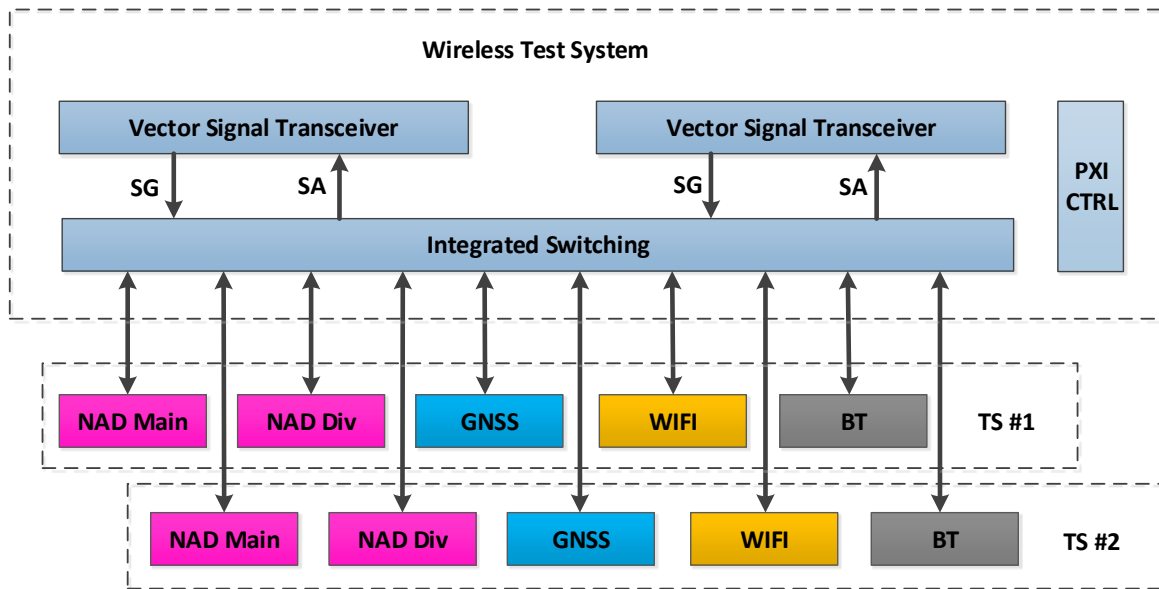 Wireless Test System
Vector Signal Transceiver
Vector Signal Transceiver
PXI
CTRL
SG
SA
SG
SA
Integrated Switching
NAD Main
NAD Div
GNSS
WIFI
BT
TS #1
NAD Main
NAD Div
GNSS
WIFI
BT
TS #2